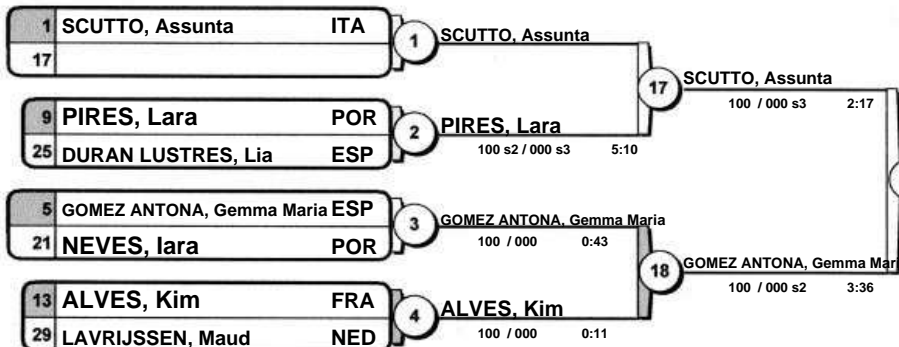 1 SCUTTO, Assunta ITA
17
1 SCUTTO, Assunta
9 PIRES, Lara POR
25 DURAN LUSTRES, Lia ESP
2 PIRES, Lara
100 s2 / 000 s3 5:10
17 SCUTTO, Assunta
100 / 000 s3 2:17
5 GOMEZ ANTONA, Gemma Maria ESP
21 NEVES, Iara POR
3 GOMEZ ANTONA, Gemma Maria
100 / 000 0:43
13 ALVES, Kim FRA
29 LAVRIJSSEN, Maud NED
4 ALVES, Kim
100 / 000 0:11
18 GOMEZ ANTONA, Gemma Mari
100 / 000 s2 3:36